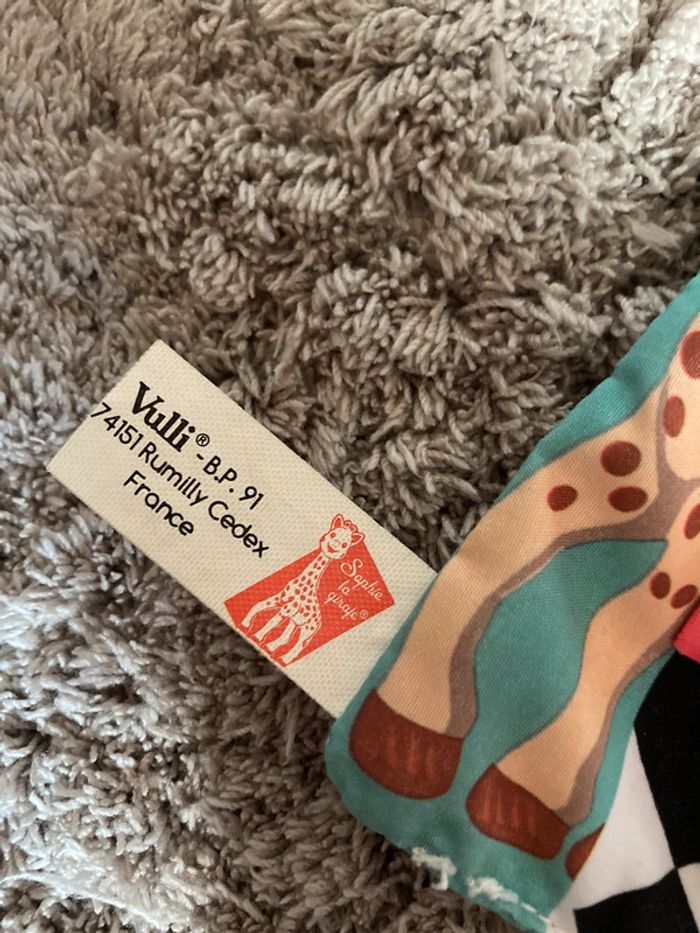 Vulli® - B.P. 91
74151 Rumilly Cedex
France
Sophie
la
girafe®